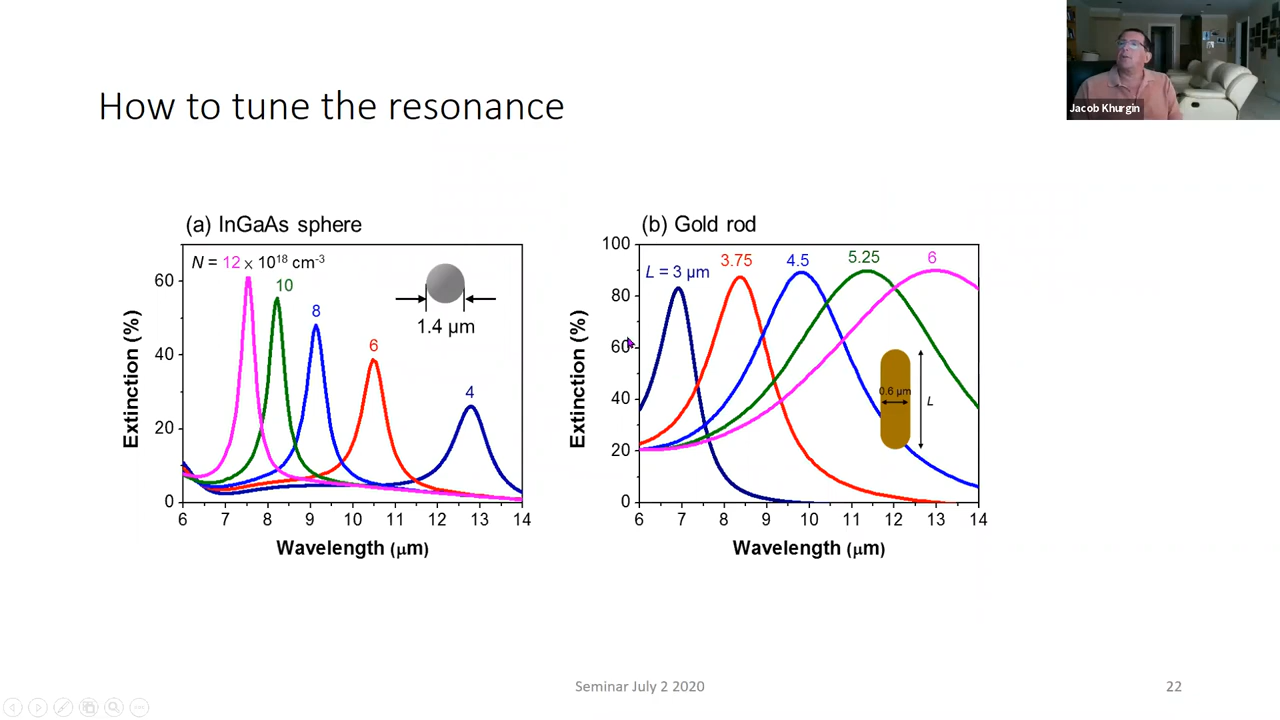 Jacob Khurgin
How to tune the resonance
(a) InGaAs sphere
N = 12 x 10^18 cm^-3
10
8
6
4
1.4 μm
60
40
20
0
Extinction (%)
6 7 8 9 10 11 12 13 14
Wavelength (μm)
(b) Gold rod
L = 3 μm
3.75
4.5
5.25
6
0.6 μm
L
100
80
60
40
20
0
Extinction (%)
6 7 8 9 10 11 12 13 14
Wavelength (μm)
Seminar July 2 2020
22